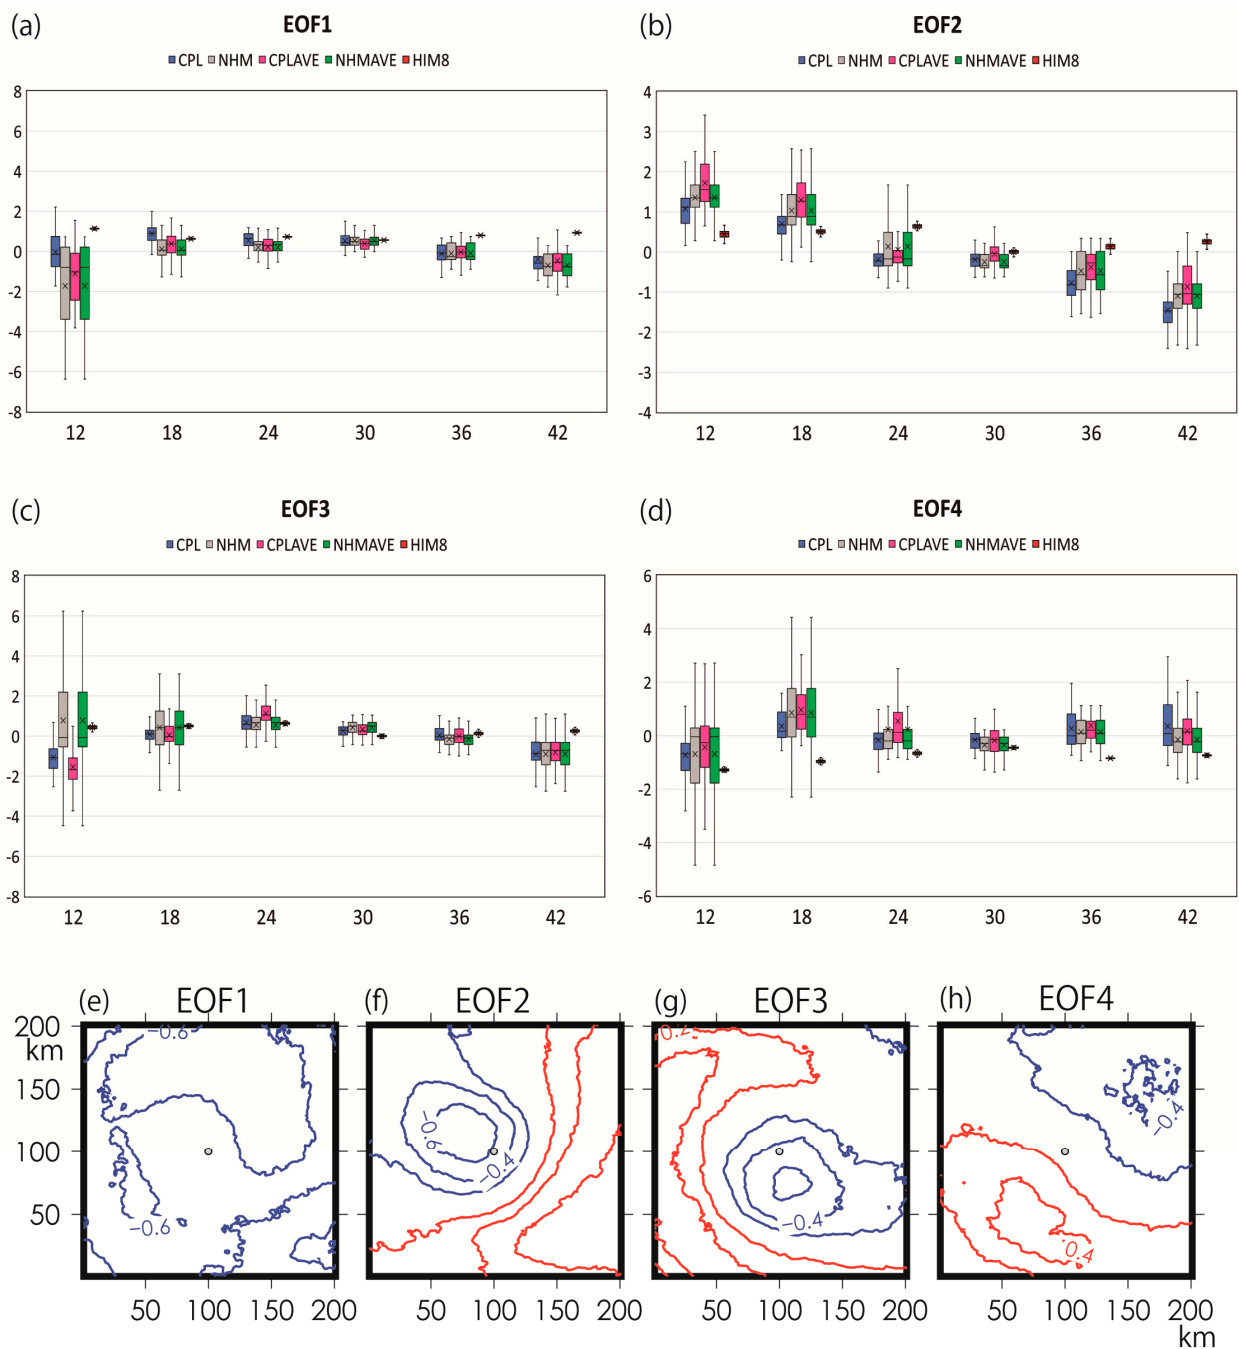 (a) EOF1
CPL NHM CPLAVE NHMAVE HIM8
8
6
4
2
0
-2
-4
-6
-8
12 18 24 30 36 42
(b) EOF2
CPL NHM CPLAVE NHMAVE HIM8
4
3
2
1
0
-1
-2
-3
-4
12 18 24 30 36 42
(c) EOF3
CPL NHM CPLAVE NHMAVE HIM8
8
6
4
2
0
-2
-4
-6
-8
12 18 24 30 36 42
(d) EOF4
CPL NHM CPLAVE NHMAVE HIM8
6
4
2
0
-2
-4
-6
12 18 24 30 36 42
(e) EOF1
200
km
150
100
50
−0.6
−0.6
50 100 150 200
(f) EOF2
−0.6
−0.4
50 100 150 200
(g) EOF3
0.2
−0.4
50 100 150 200
(h) EOF4
−0.4
0.4
50 100 150 200
km